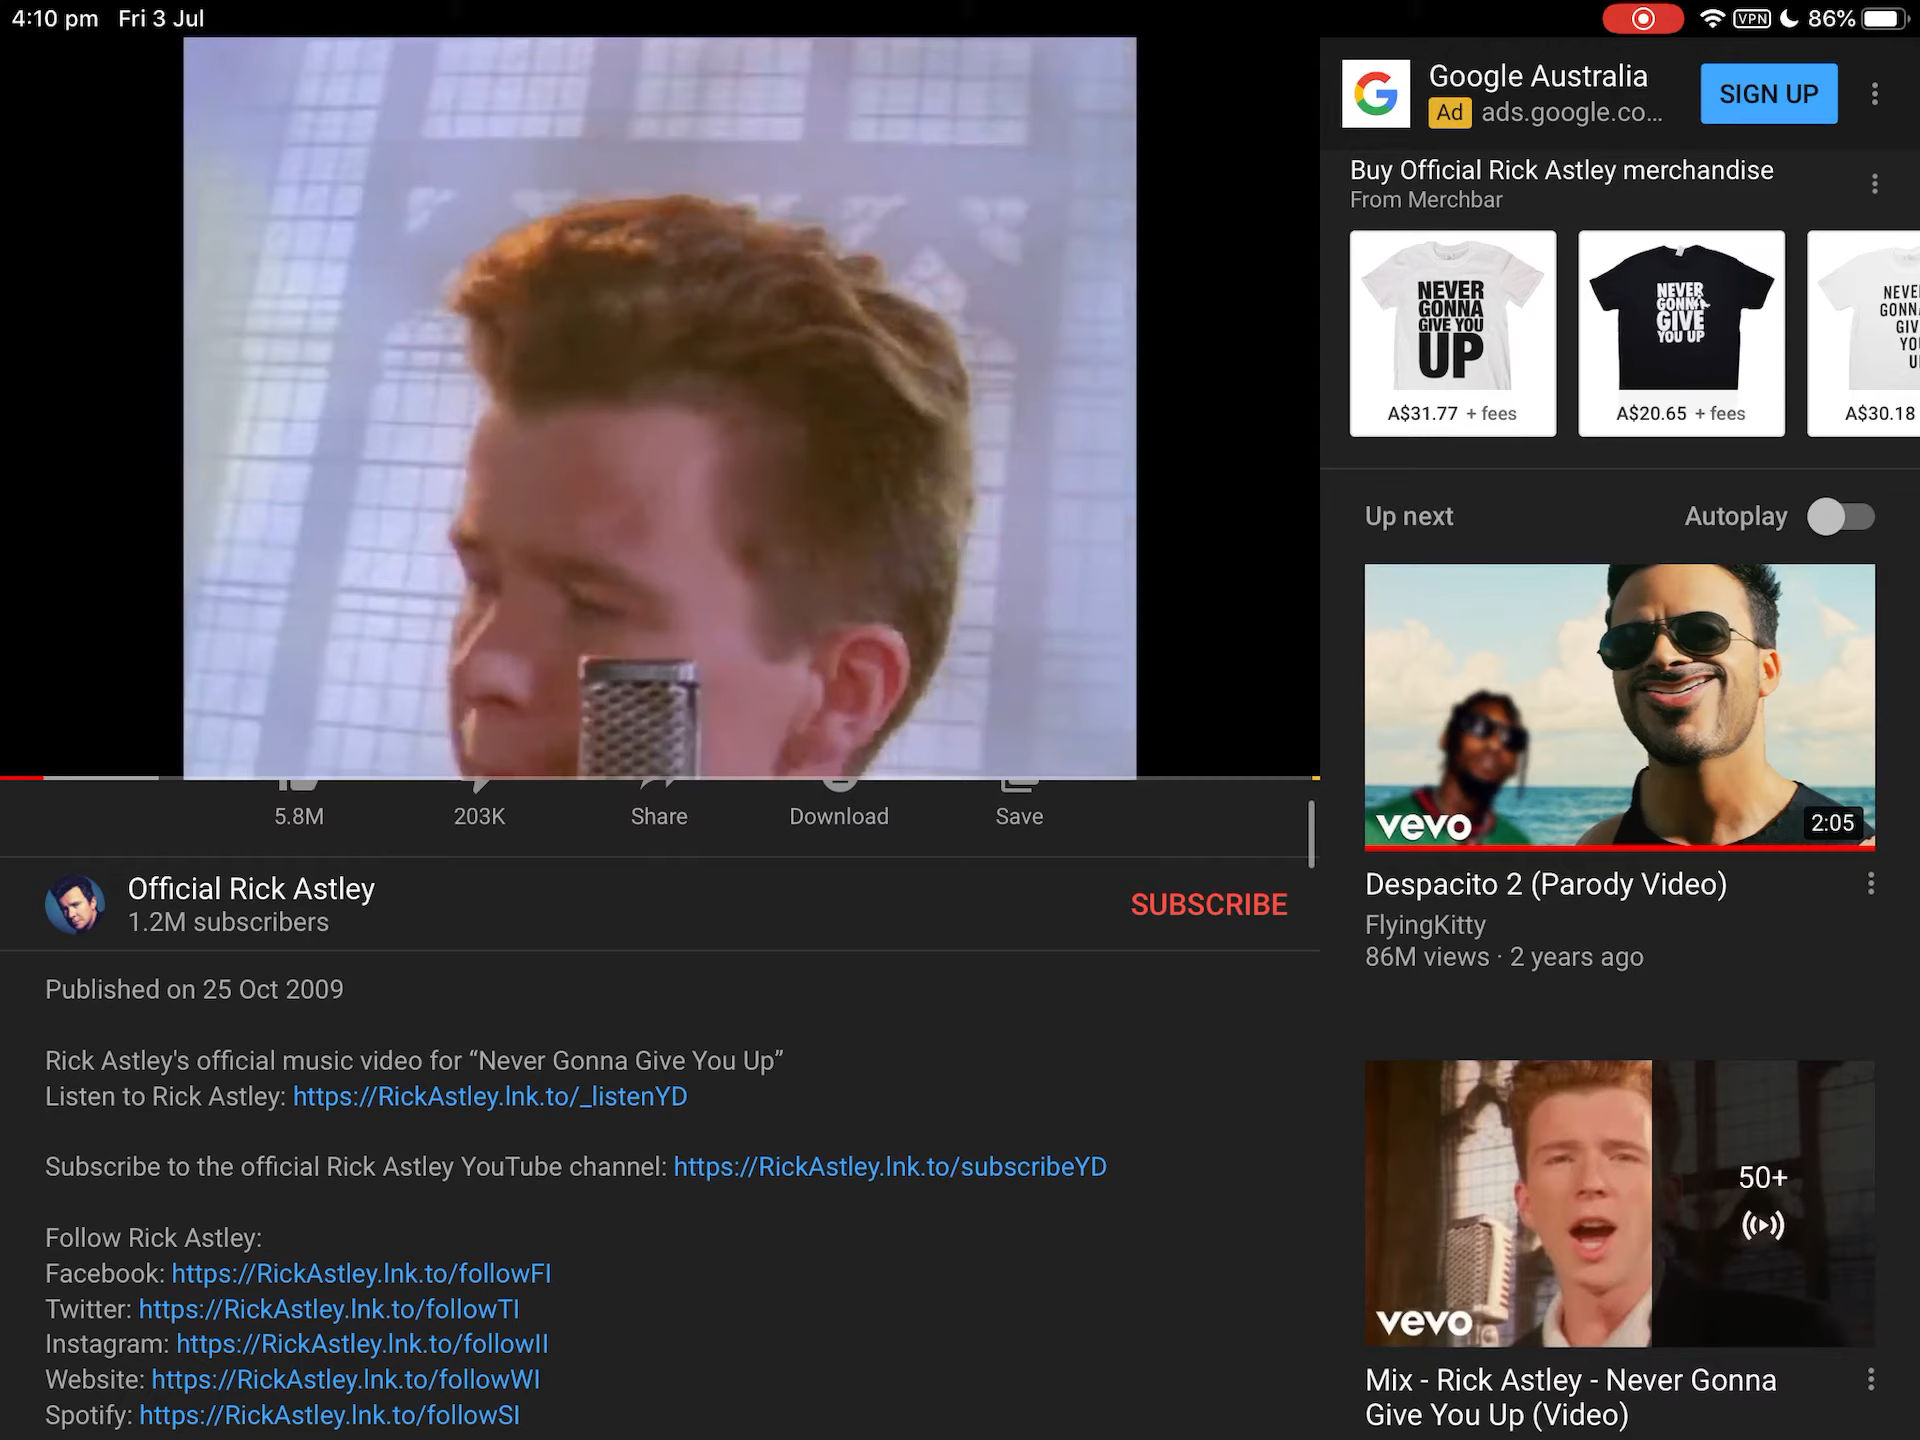 4:10 pm Fri 3 Jul
VPN 86%
Google Australia
Ad ads.google.co...
SIGN UP
Buy Official Rick Astley merchandise
From Merchbar
NEVER
GONNA
GIVE YOU
UP
A$31.77 + fees
NEVER
GONNA
GIVE
YOU UP
A$20.65 + fees
NEVE
GONN
GIV
YO
U
A$30.18
Up next
Autoplay
vevo
2:05
Despacito 2 (Parody Video)
FlyingKitty
86M views · 2 years ago
50+
vevo
Mix - Rick Astley - Never Gonna
Give You Up (Video)
5.8M
203K
Share
Download
Save
Official Rick Astley
1.2M subscribers
SUBSCRIBE
Published on 25 Oct 2009
Rick Astley's official music video for “Never Gonna Give You Up”
Listen to Rick Astley: https://RickAstley.lnk.to/_listenYD
Subscribe to the official Rick Astley YouTube channel: https://RickAstley.lnk.to/subscribeYD
Follow Rick Astley:
Facebook: https://RickAstley.lnk.to/followFI
Twitter: https://RickAstley.lnk.to/followTI
Instagram: https://RickAstley.lnk.to/followII
Website: https://RickAstley.lnk.to/followWI
Spotify: https://RickAstley.lnk.to/followSI